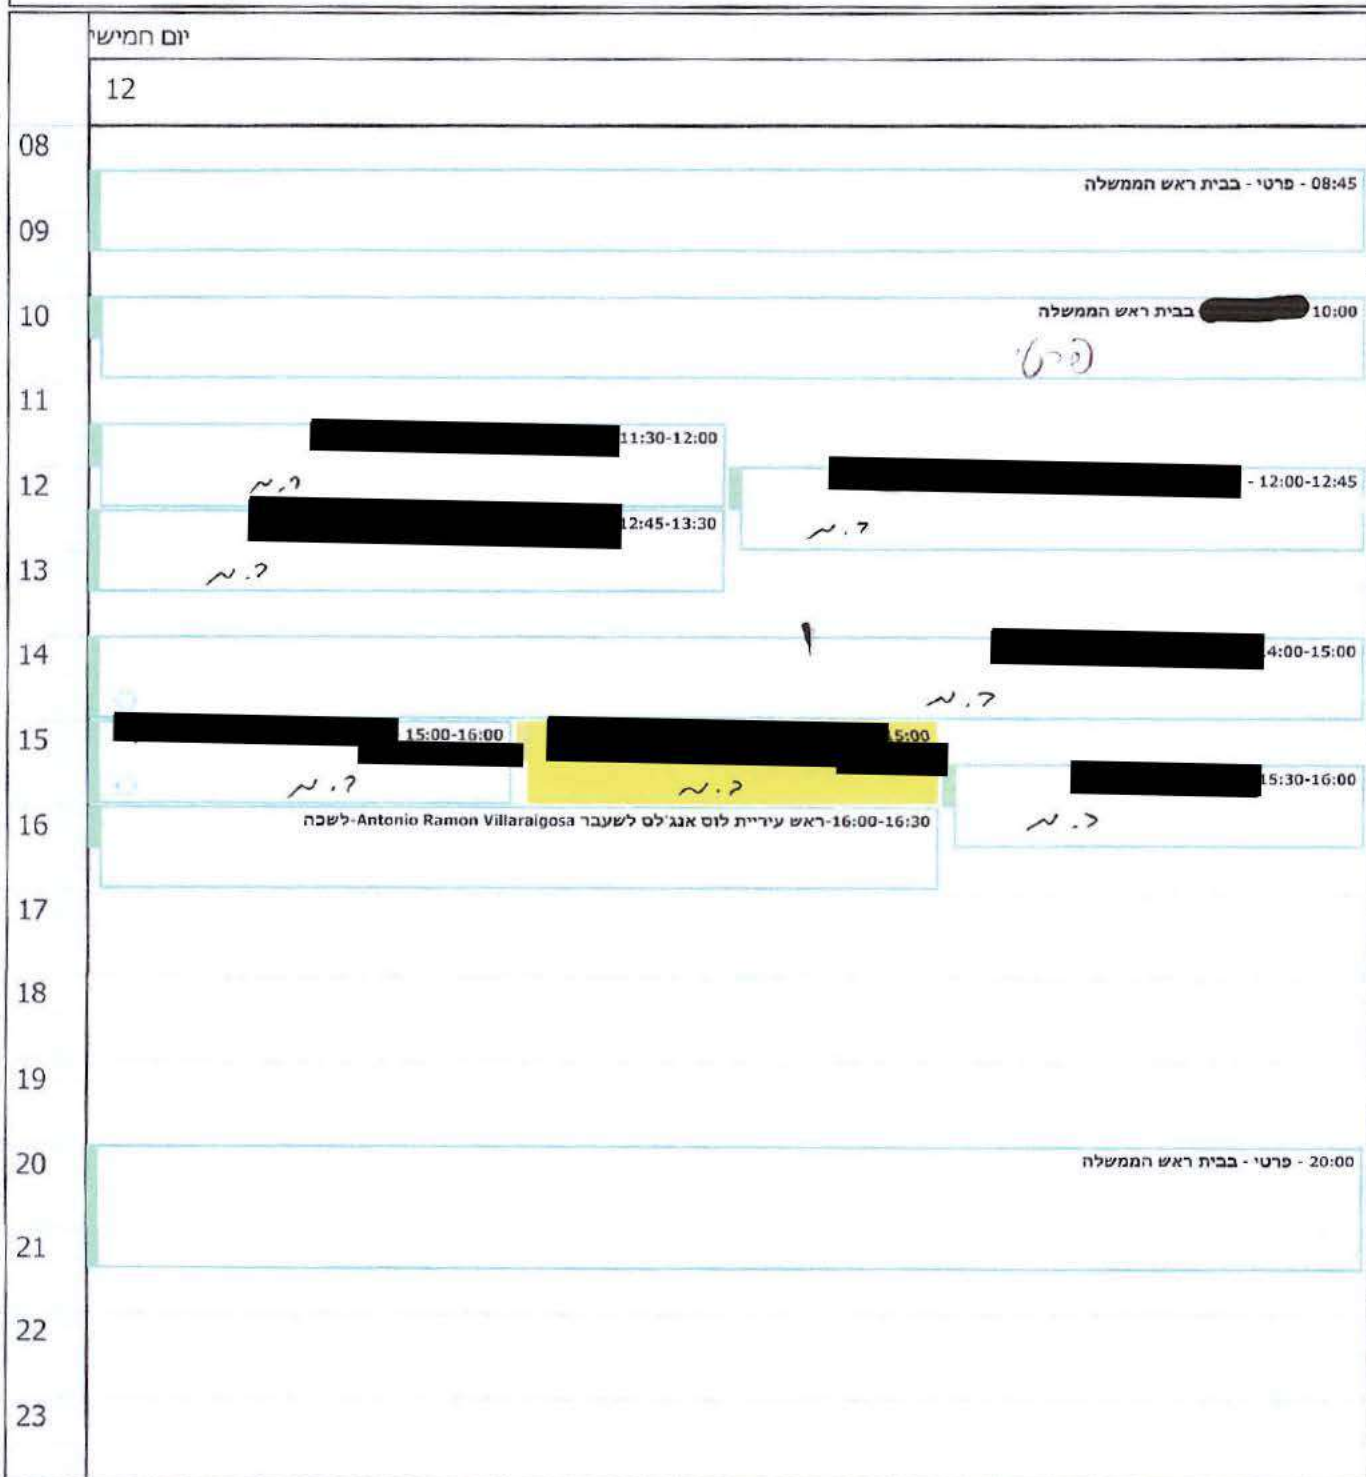 יום חמישי
12
08
08:45 - פרטי - בבית ראש הממשלה
09
10
10:00 בבית ראש הממשלה
פרטי
11
11:30-12:00
ב.מ
12
12:00-12:45 -
ב.מ
12:45-13:30
ב.מ
13
14
4:00-15:00
ב.מ
15
15:00-16:00
ב.מ
5:00
ב.מ
15:30-16:00
ב.מ
16
16:00-16:30-ראש עיריית לוס אנג'לס לשעבר Antonio Ramon Villaraigosa-לשכה
17
18
19
20
20:00 - פרטי - בבית ראש הממשלה
21
22
23